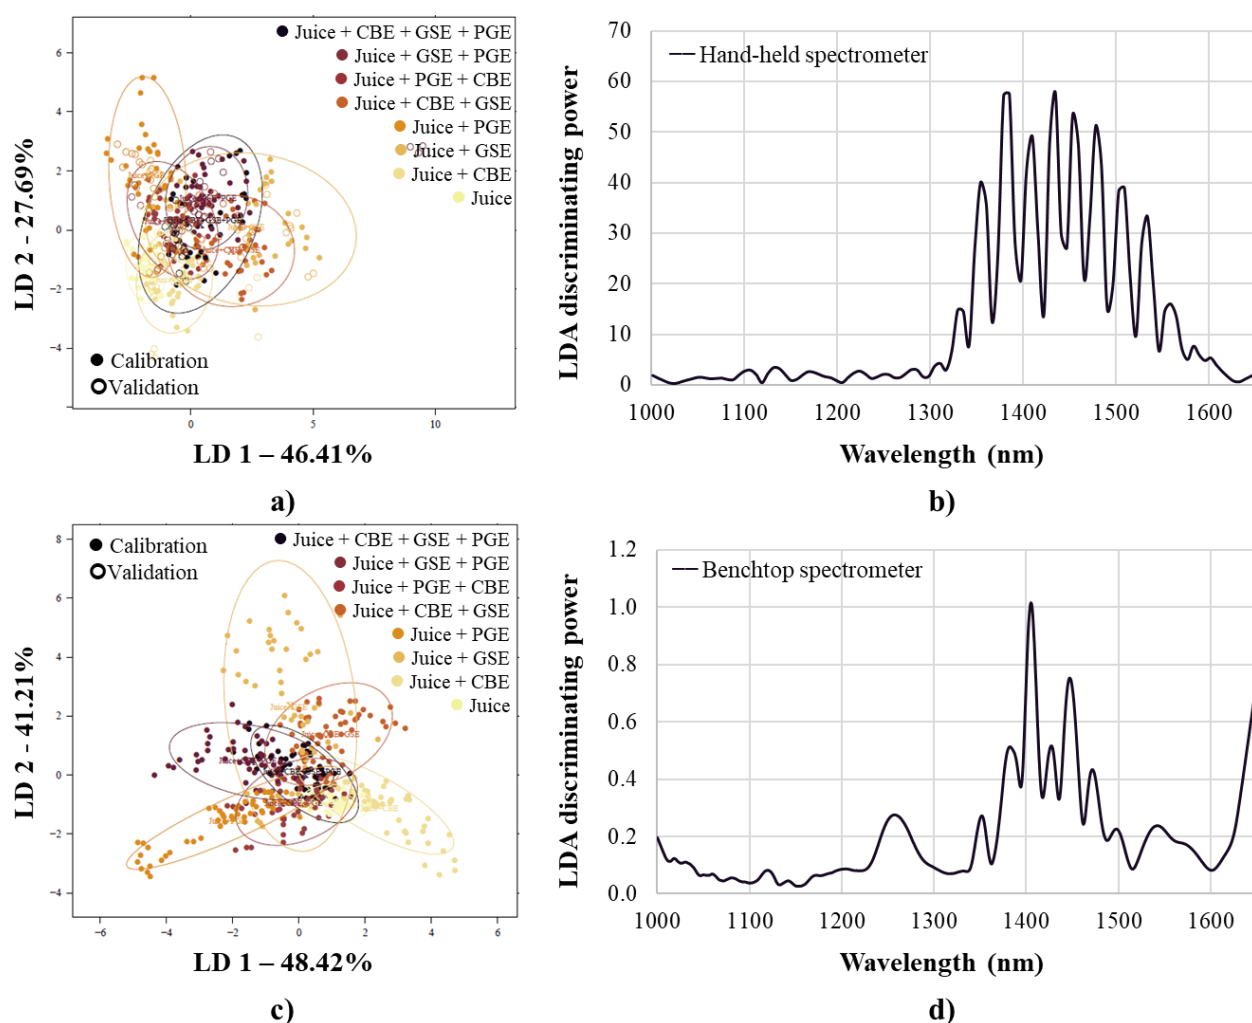 Juice + CBE + GSE + PGE
Juice + GSE + PGE
Juice + PGE + CBE
Juice + CBE + GSE
Juice + PGE
Juice + GSE
Juice + CBE
Juice
Calibration
Validation
6
4
2
0
−2
−4
0
5
10
LD 2 - 27.69%
LD 1 – 46.41%
a)
Hand-held spectrometer
70
60
50
40
30
20
10
0
1000
1100
1200
1300
1400
1500
1600
LDA discriminating power
Wavelength (nm)
b)
Calibration
Validation
Juice + CBE + GSE + PGE
Juice + GSE + PGE
Juice + PGE + CBE
Juice + CBE + GSE
Juice + PGE
Juice + GSE
Juice + CBE
Juice
8
6
4
2
0
−2
−4
−6
−4
−2
0
2
4
6
LD 2 - 41.21%
LD 1 – 48.42%
c)
Benchtop spectrometer
1.2
1.0
0.8
0.6
0.4
0.2
0.0
1000
1100
1200
1300
1400
1500
1600
LDA discriminating power
Wavelength (nm)
d)